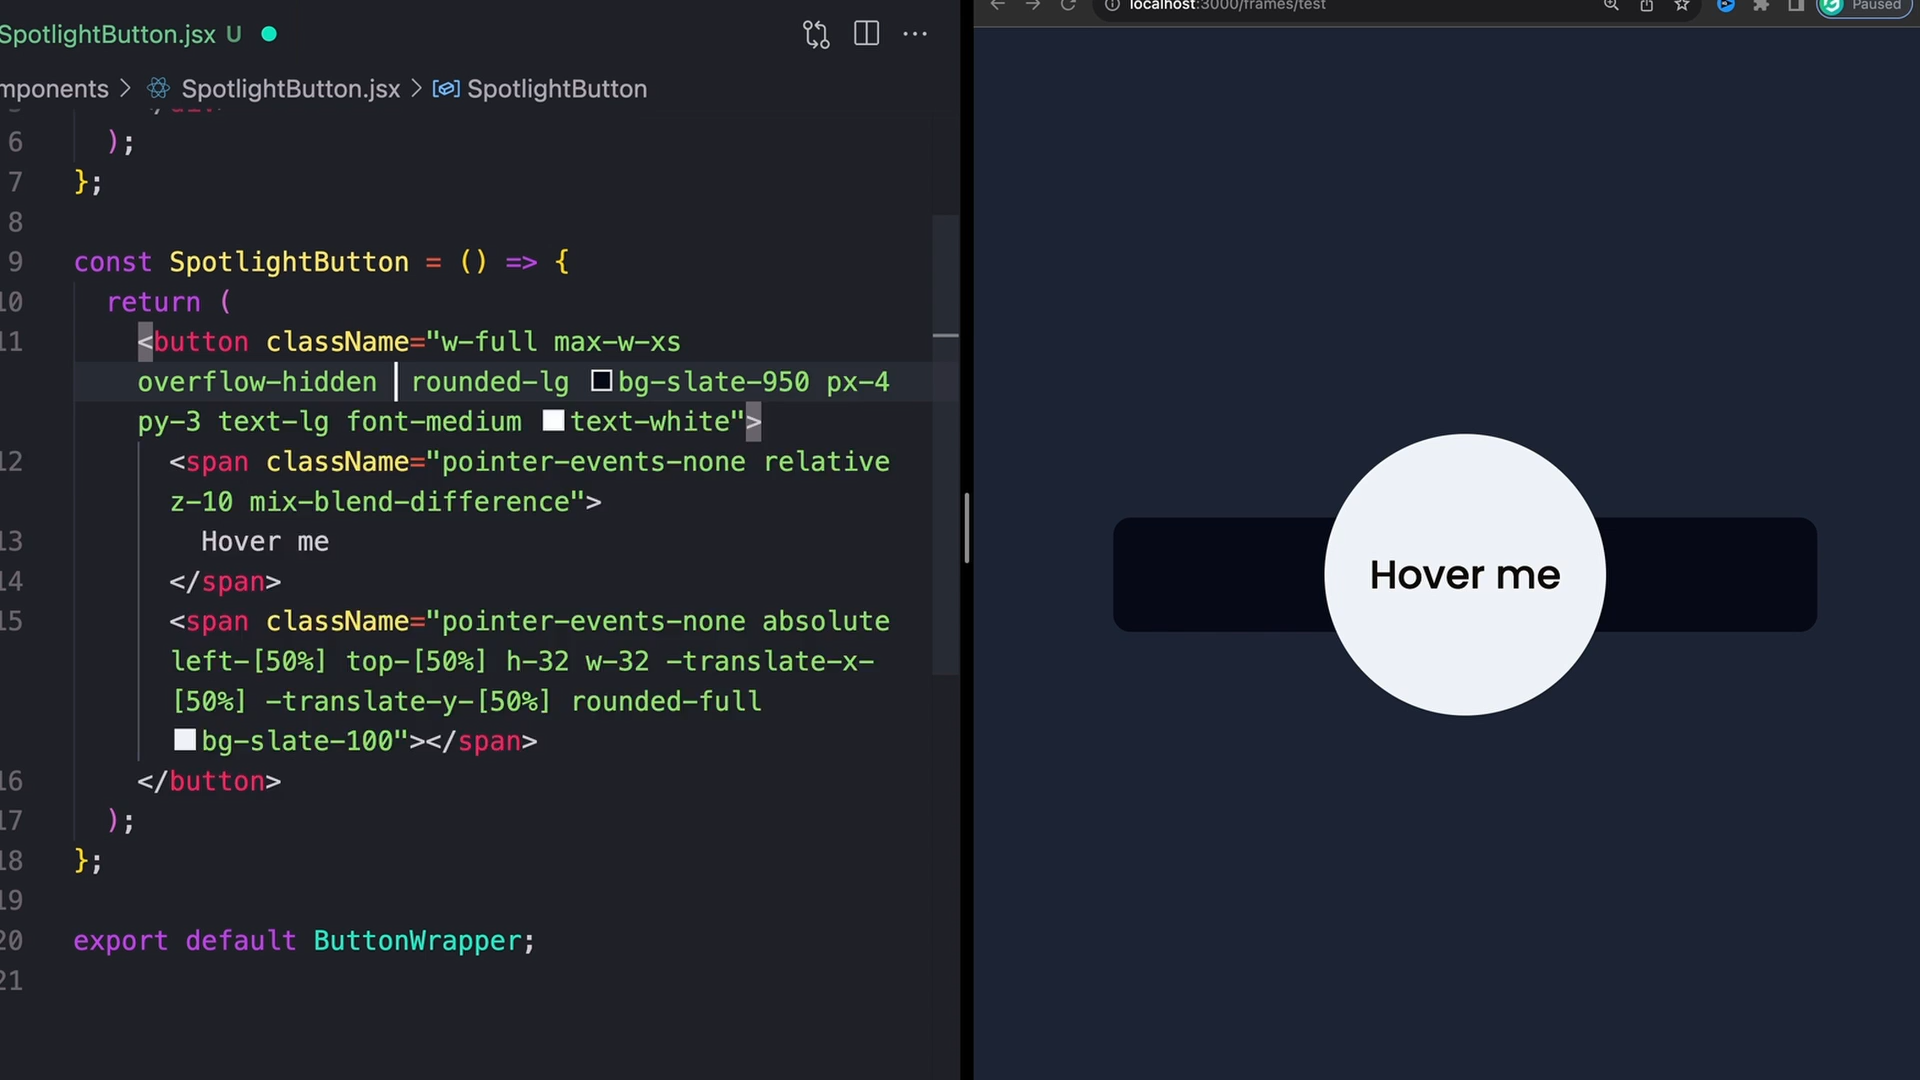 SpotlightButton.jsx U
localhost:3000/frames/test
Paused
mponents > SpotlightButton.jsx > SpotlightButton
6 );
7 };
8
9 const SpotlightButton = () => {
10 return (
11 <button className="w-full max-w-xs
overflow-hidden rounded-lg bg-slate-950 px-4
py-3 text-lg font-medium text-white">
12 <span className="pointer-events-none relative
z-10 mix-blend-difference">
13 Hover me
14 </span>
15 <span className="pointer-events-none absolute
left-[50%] top-[50%] h-32 w-32 -translate-x-
[50%] -translate-y-[50%] rounded-full
bg-slate-100"></span>
16 </button>
17 );
18 };
19
20 export default ButtonWrapper;
21
Hover me